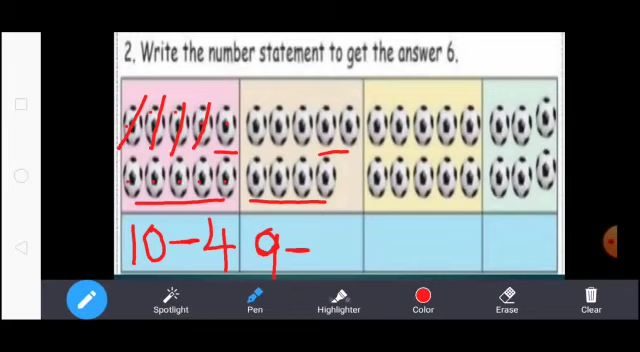 2. Write the number statement to get the answer 6.
10-4 9-
Spotlight Pen Highlighter Color Erase Clear